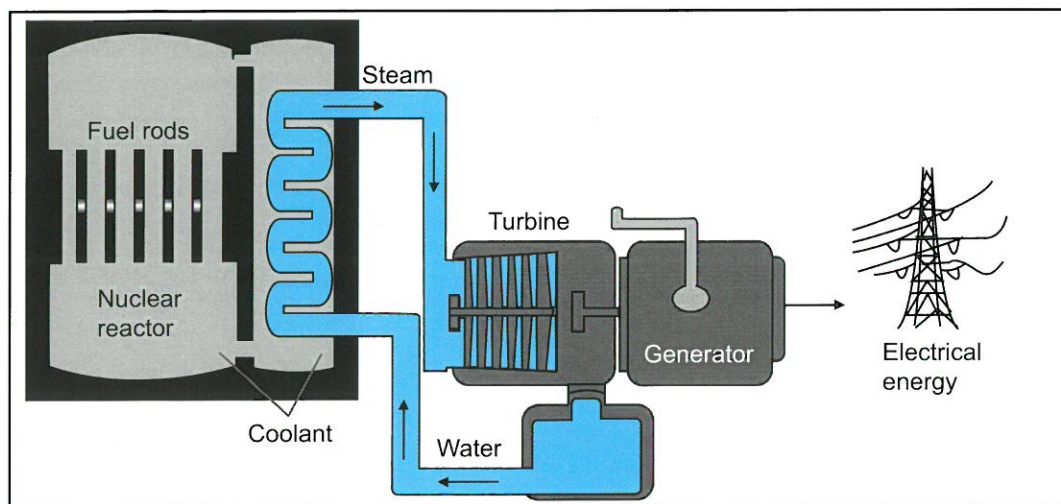 Steam
Fuel rods
Turbine
Nuclear
reactor
Generator
Electrical
energy
Coolant
Water